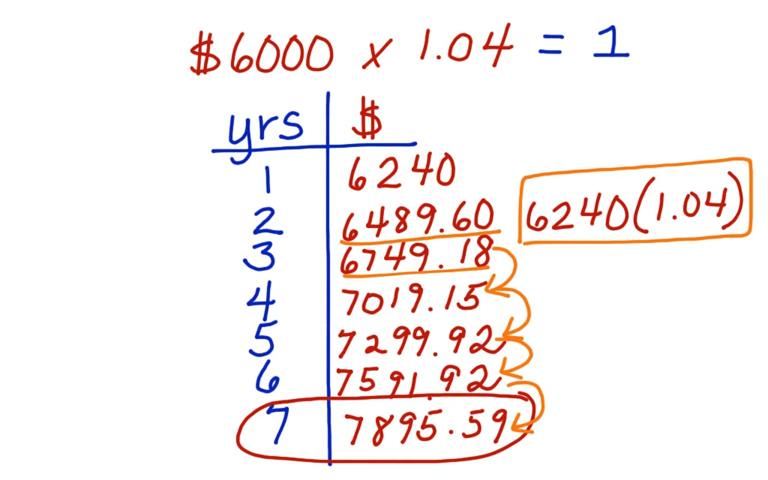 $6000 x 1.04 = 1
yrs $
1 6240
2 6489.60 6240(1.04)
3 6749.18
4 7019.15
5 7299.92
6 7591.92
7 7895.59